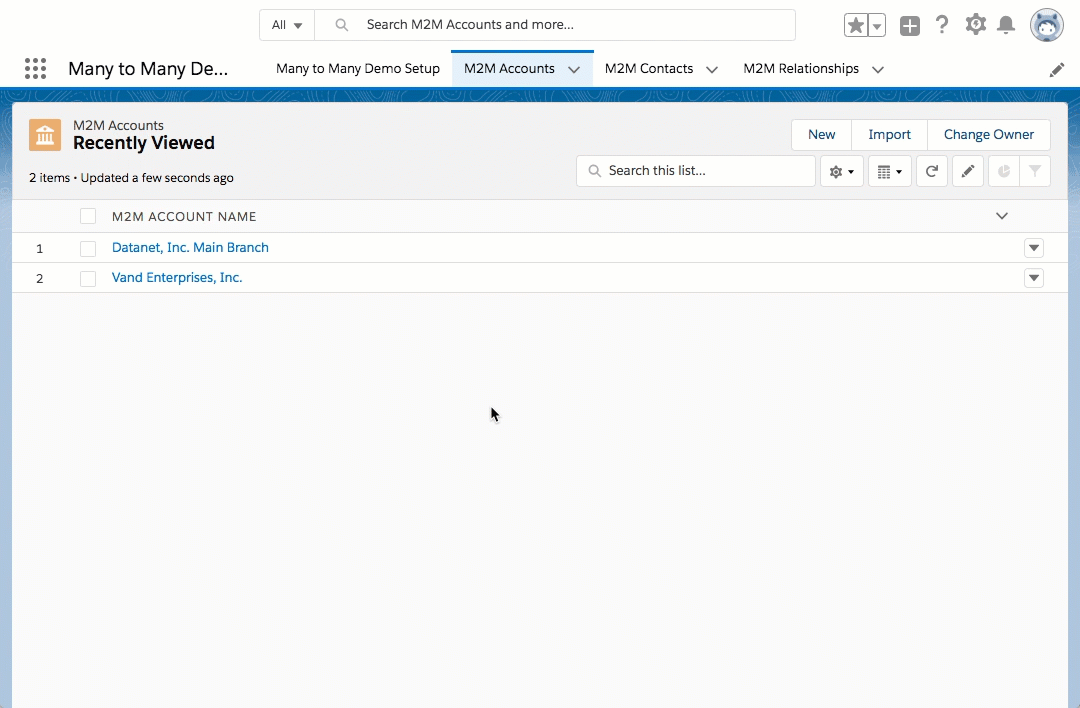 All
Search M2M Accounts and more...
Many to Many De...
Many to Many Demo Setup
M2M Accounts
M2M Contacts
M2M Relationships
M2M Accounts
Recently Viewed
New
Import
Change Owner
2 items • Updated a few seconds ago
Search this list...
M2M ACCOUNT NAME
1 Datanet, Inc. Main Branch
2 Vand Enterprises, Inc.